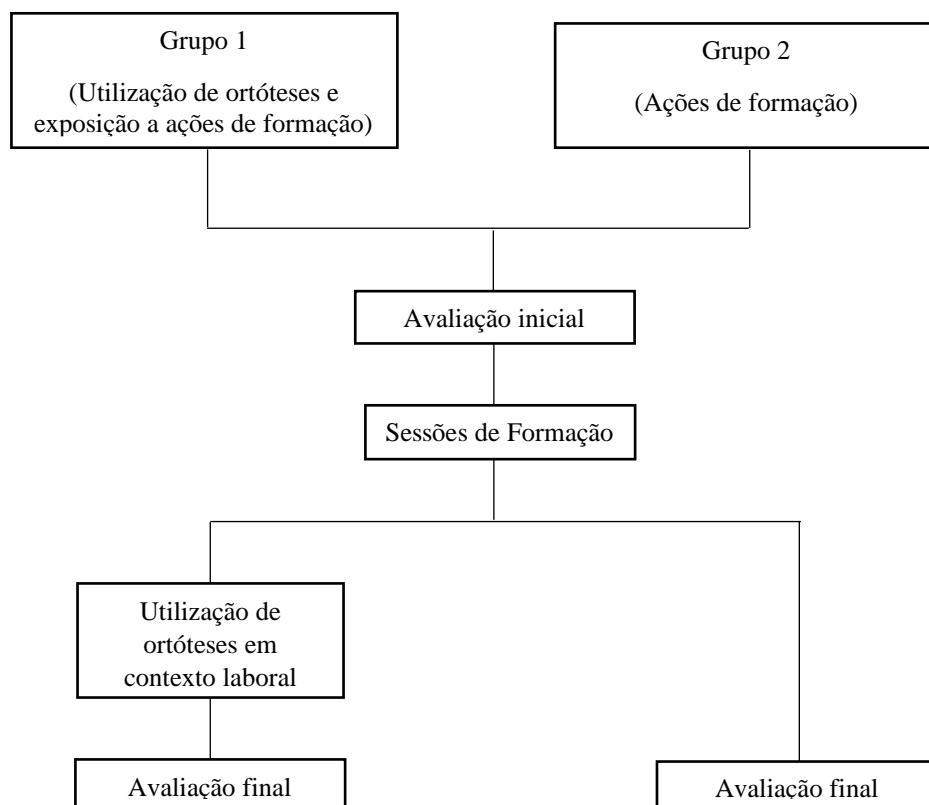 Grupo 1
(Utilização de ortóteses e
exposição a ações de formação)
Grupo 2
(Ações de formação)
Avaliação inicial
Sessões de Formação
Utilização de
ortóteses em
contexto laboral
Avaliação final
Avaliação final